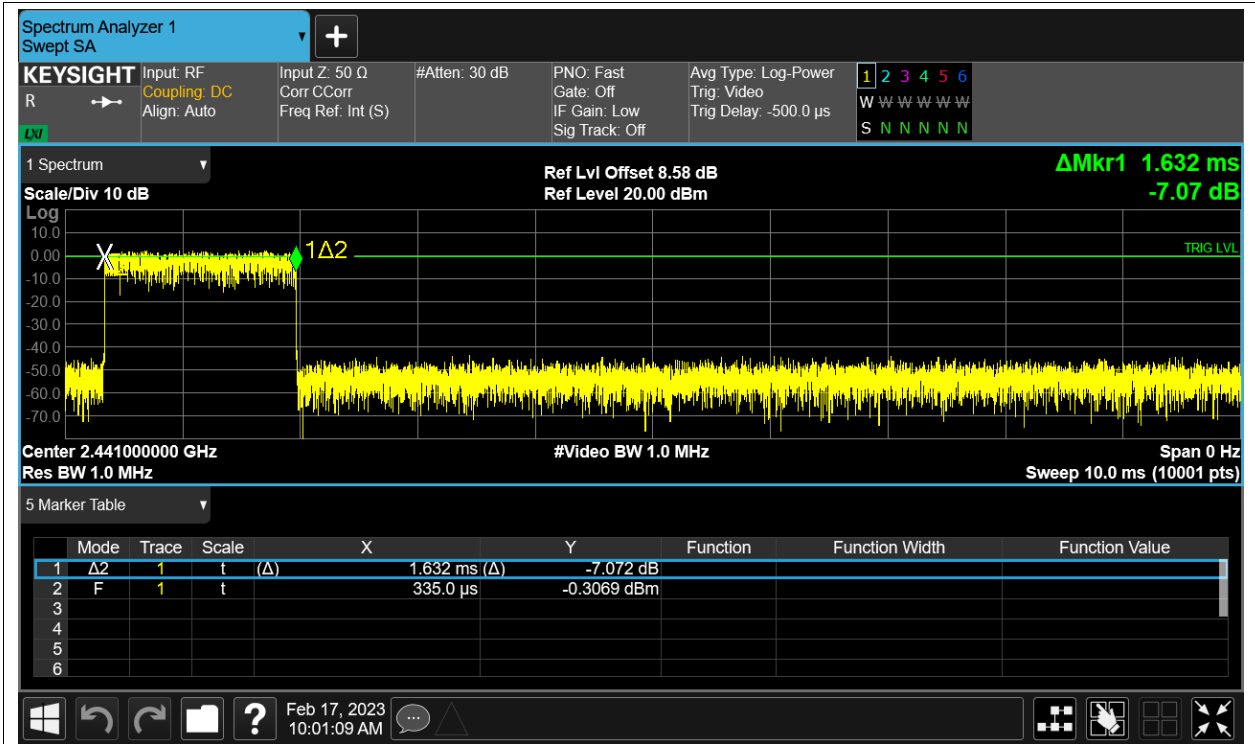 Spectrum Analyzer 1
Swept SA
KEYSIGHT Input: RF Input Z: 50 Ω #Atten: 30 dB PNO: Fast Avg Type: Log-Power 1 2 3 4 5 6
R Coupling: DC Corr CCorr Gate: Off Trig: Video W W W W W W
Align: Auto Freq Ref: Int (S) IF Gain: Low Trig Delay: -500.0 µs
LXI Sig Track: Off S N N N N N
1 Spectrum Ref Lvl Offset 8.58 dB ΔMkr1 1.632 ms
Scale/Div 10 dB Ref Level 20.00 dBm -7.07 dB
Log
10.0
0.00 X 1Δ2 TRIG LVL
-10.0
-20.0
-30.0
-40.0
-50.0
-60.0
-70.0
Center 2.441000000 GHz #Video BW 1.0 MHz Span 0 Hz
Res BW 1.0 MHz Sweep 10.0 ms (10001 pts)
5 Marker Table
Mode Trace Scale X Y Function Function Width Function Value
1 Δ2 1 t (Δ) 1.632 ms (Δ) -7.072 dB
2 F 1 t 335.0 µs -0.3069 dBm
3
4
5
6
? Feb 17, 2023
10:01:09 AM